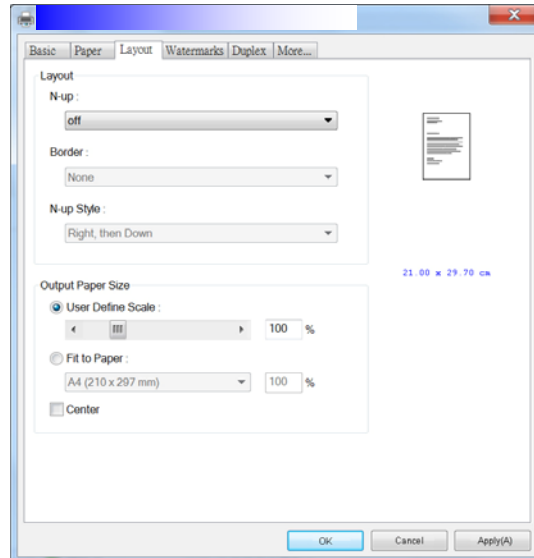 Basic Paper Layout Watermarks Duplex More...
Layout
N-up :
off
Border :
None
N-up Style :
Right, then Down
21.00 x 29.70 cm
Output Paper Size
User Define Scale :
100 %
Fit to Paper :
A4 (210 x 297 mm) 100 %
Center
OK Cancel Apply(A)